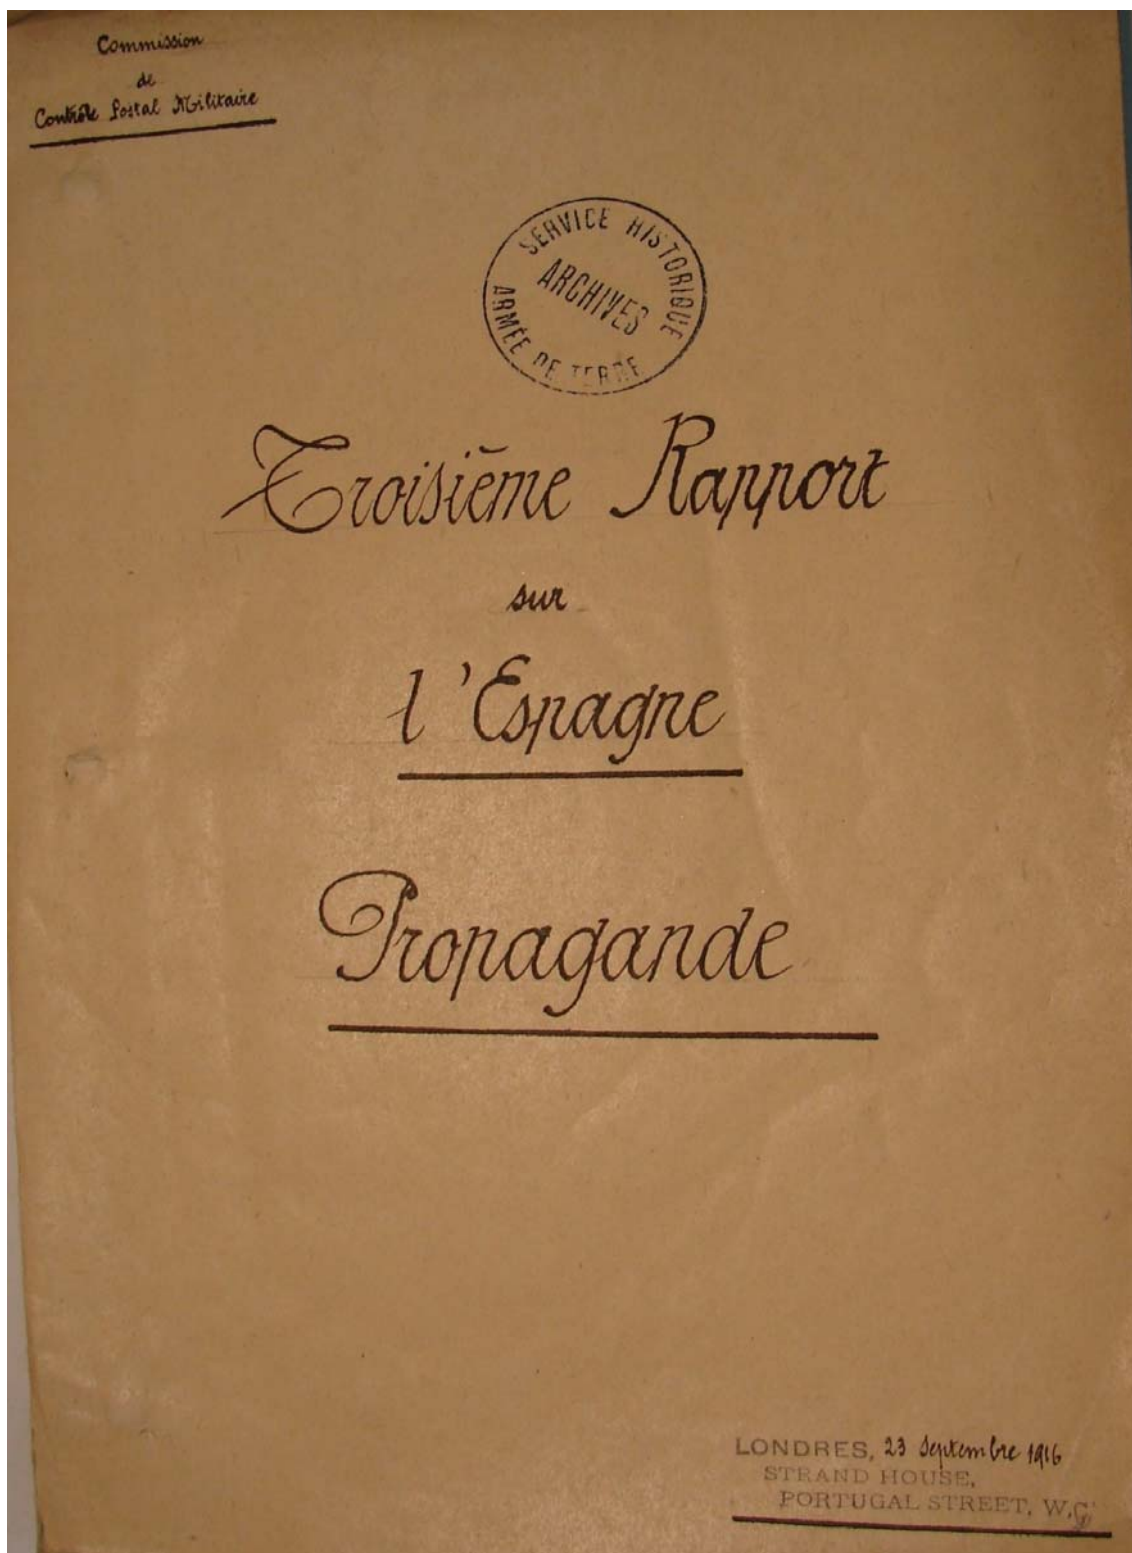 Commission
de
Contrôle Postal Militaire
SERVICE HISTORIQUE
ARCHIVES
ARMÉE DE TERRE
Troisième Rapport
sur
l'Espagne
Propagande
LONDRES, 23 Septembre 1916
STRAND HOUSE,
PORTUGAL STREET, W.C.